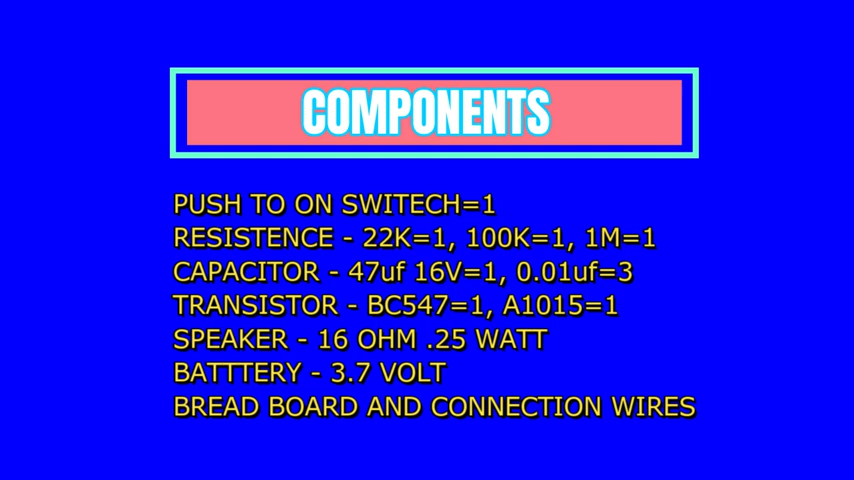 COMPONENTS
PUSH TO ON SWITECH=1
RESISTENCE - 22K=1, 100K=1, 1M=1
CAPACITOR - 47uf 16V=1, 0.01uf=3
TRANSISTOR - BC547=1, A1015=1
SPEAKER - 16 OHM .25 WATT
BATTTERY - 3.7 VOLT
BREAD BOARD AND CONNECTION WIRES